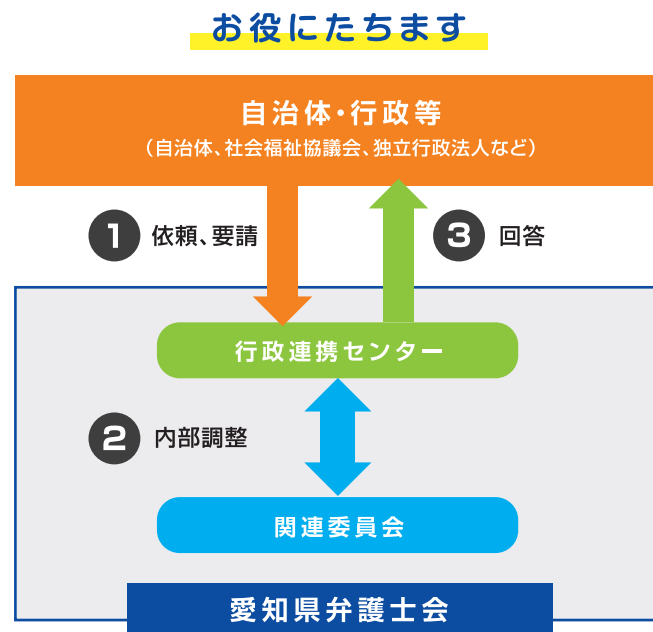 お役にたちます
自治体・行政等
（自治体、社会福祉協議会、独立行政法人など）
1 依頼、要請
3 回答
行政連携センター
2 内部調整
関連委員会
愛知県弁護士会